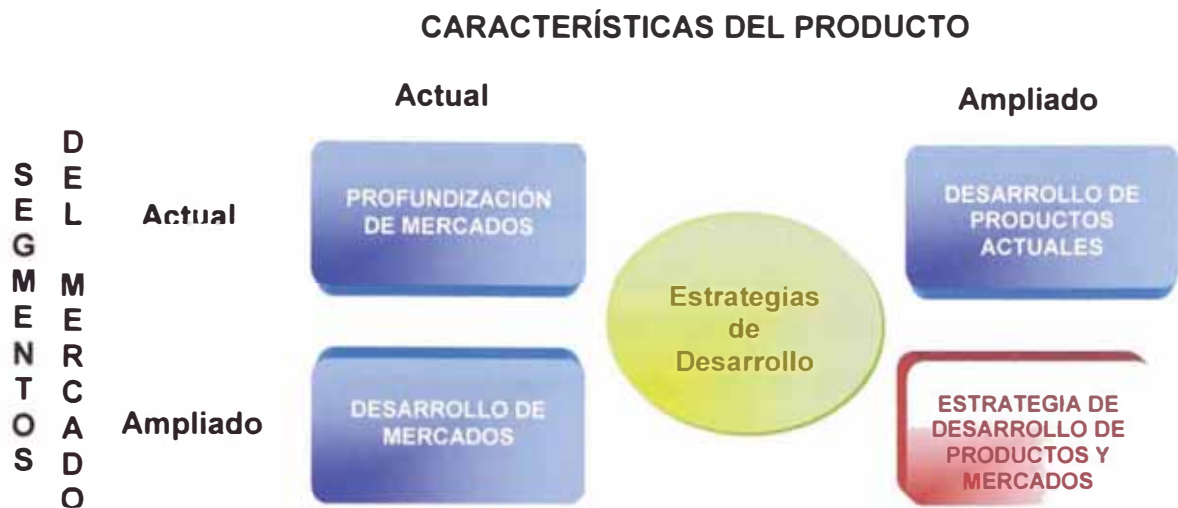 CARACTERÍSTICAS DEL PRODUCTO
Actual
Ampliado
SEGMENTOS
DEL MERCADO
Actual
PROFUNDIZACIÓN
DE MERCADOS
DESARROLLO DE
PRODUCTOS
ACTUALES
Estrategias
de
Desarrollo
Ampliado
DESARROLLO DE
MERCADOS
ESTRATEGIA DE
DESARROLLO DE
PRODUCTOS Y
MERCADOS